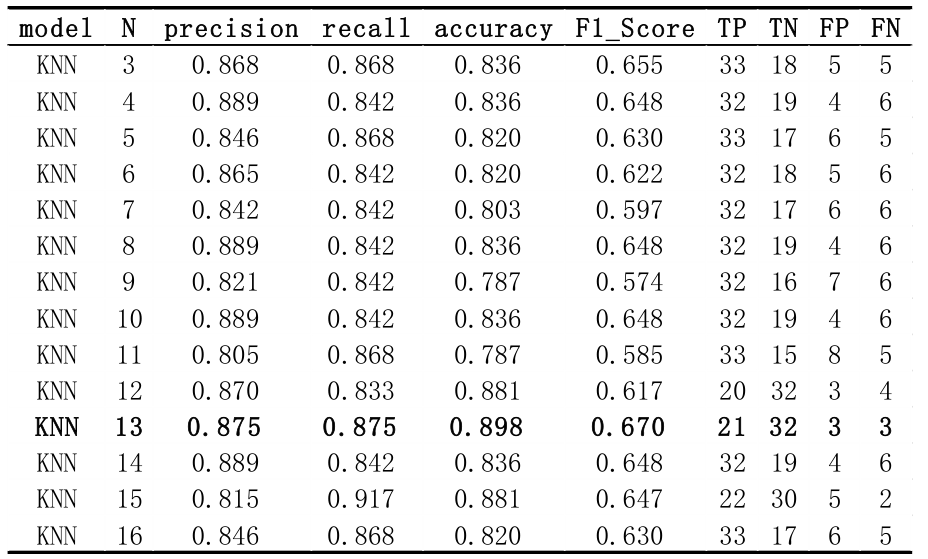 model N precision recall accuracy F1_Score TP TN FP FN
KNN 3 0.868 0.868 0.836 0.655 33 18 5 5
KNN 4 0.889 0.842 0.836 0.648 32 19 4 6
KNN 5 0.846 0.868 0.820 0.630 33 17 6 5
KNN 6 0.865 0.842 0.820 0.622 32 18 5 6
KNN 7 0.842 0.842 0.803 0.597 32 17 6 6
KNN 8 0.889 0.842 0.836 0.648 32 19 4 6
KNN 9 0.821 0.842 0.787 0.574 32 16 7 6
KNN 10 0.889 0.842 0.836 0.648 32 19 4 6
KNN 11 0.805 0.868 0.787 0.585 33 15 8 5
KNN 12 0.870 0.833 0.881 0.617 20 32 3 4
KNN 13 0.875 0.875 0.898 0.670 21 32 3 3
KNN 14 0.889 0.842 0.836 0.648 32 19 4 6
KNN 15 0.815 0.917 0.881 0.647 22 30 5 2
KNN 16 0.846 0.868 0.820 0.630 33 17 6 5